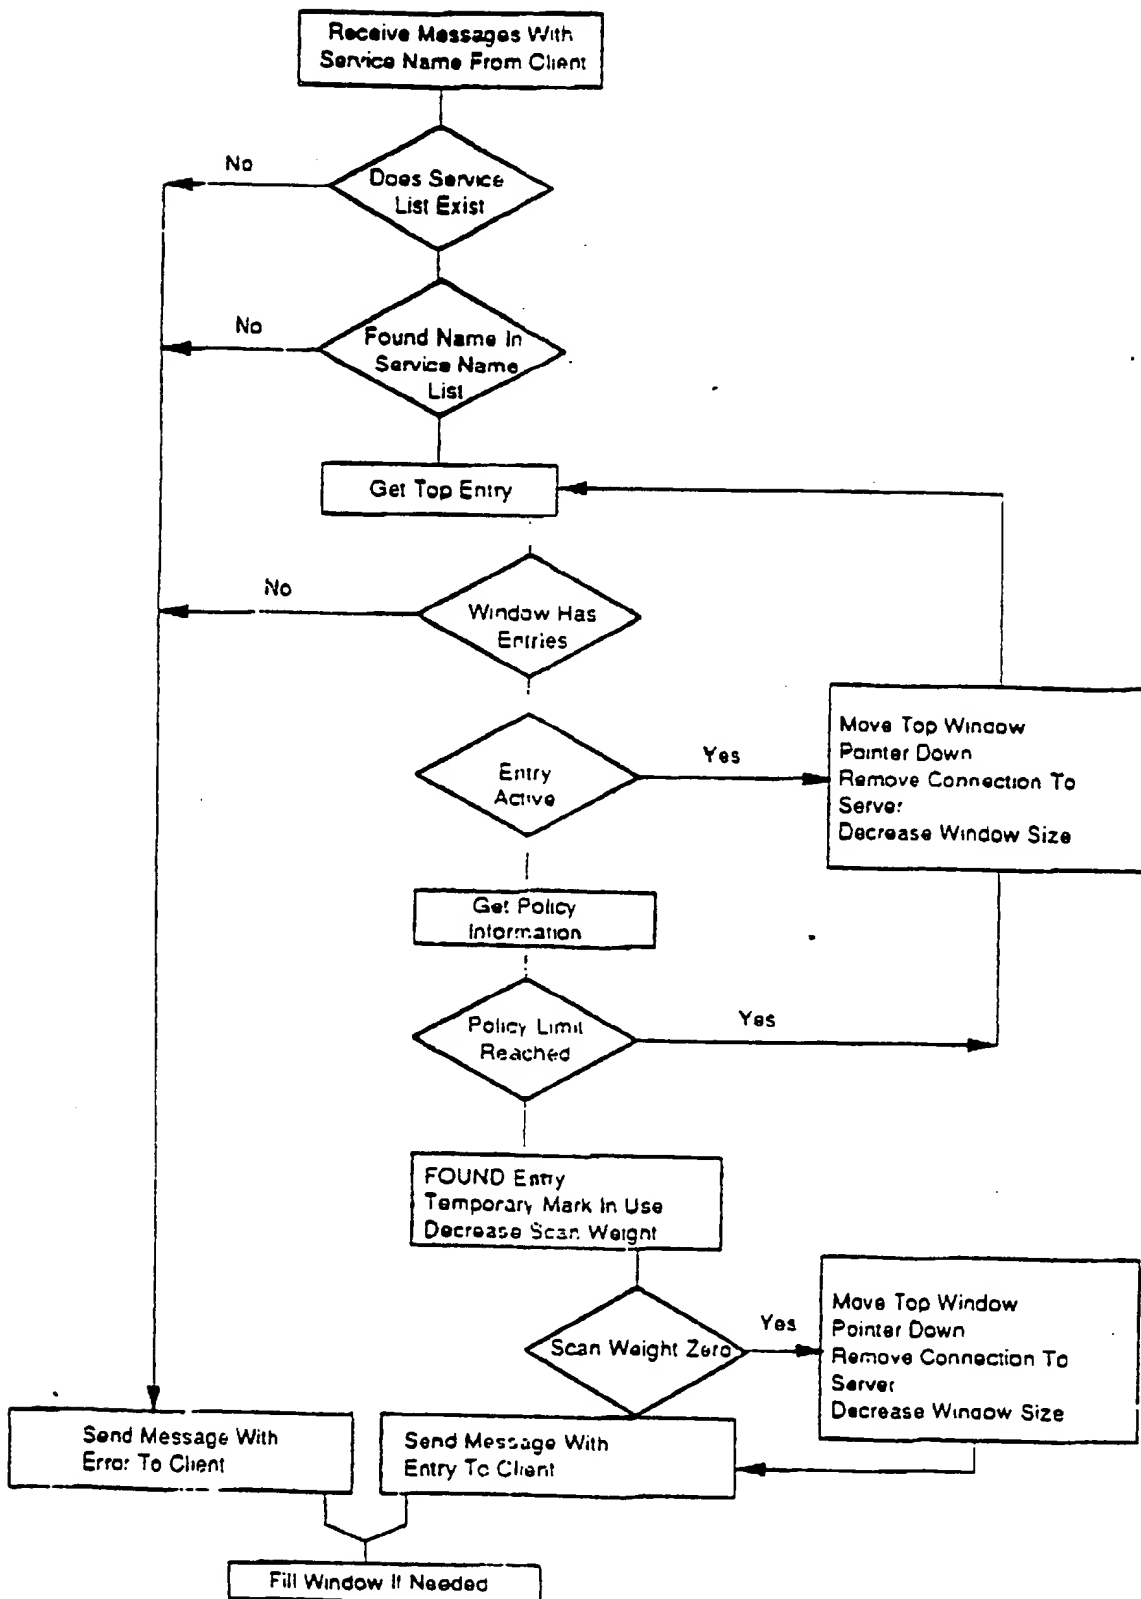 Receive Messages With
Service Name From Client
No
Does Service
List Exist
No
Found Name In
Service Name
List
Get Top Entry
No
Window Has
Entries
Entry
Active
Yes
Move Top Window
Pointer Down
Remove Connection To
Server
Decrease Window Size
Get Policy
Information
Policy Limit
Reached
Yes
FOUND Entry
Temporary Mark In Use
Decrease Scan Weight
Scan Weight Zero
Yes
Move Top Window
Pointer Down
Remove Connection To
Server
Decrease Window Size
Send Message With
Error To Client
Send Message With
Entry To Client
Fill Window If Needed